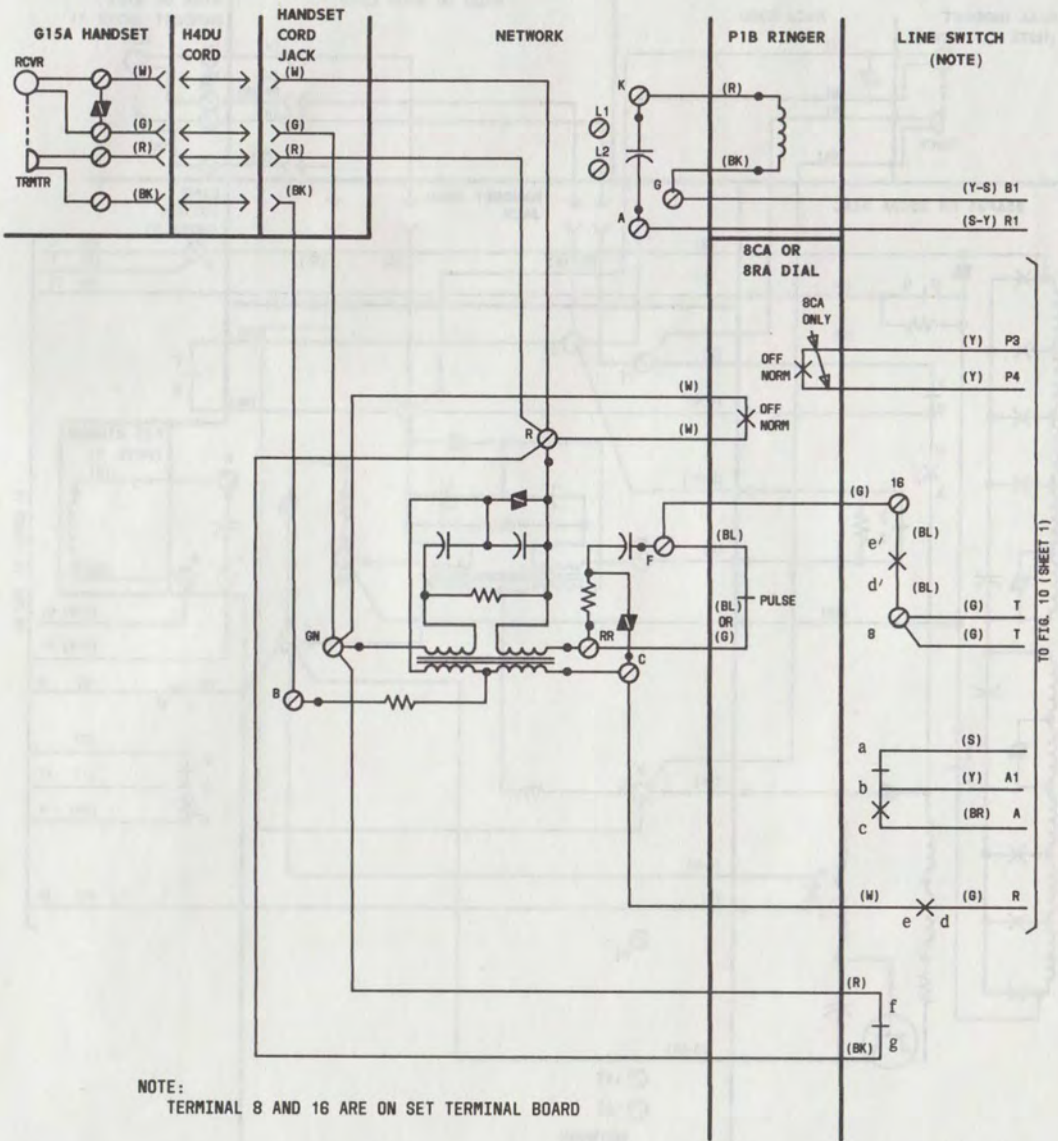 G15A HANDSET
H4DU
CORD
HANDSET
CORD
JACK
NETWORK
P1B RINGER
LINE SWITCH
(NOTE)
RCVR
(W)
(W)
(G)
(G)
(R)
(R)
TRMTR
(BK)
(BK)
K
(R)
L1
L2
(BK)
G
(Y-S) B1
A
(S-Y) R1
8CA OR
8RA DIAL
8CA
ONLY
(Y) P3
OFF
NORM
(Y) P4
(W)
OFF
NORM
(W)
R
(G)
16
(BL)
(BL)
F
e'
d'
(BL)
(BL)
OR
(G)
PULSE
(G) T
8
(G) T
GN
RR
C
B
TO FIG. 10 (SHEET 1)
a
(S)
b
(Y) A1
c
(BR) A
(W)
(G) R
e
d
(R)
f
g
(BK)
NOTE:
TERMINAL 8 AND 16 ARE ON SET TERMINAL BOARD